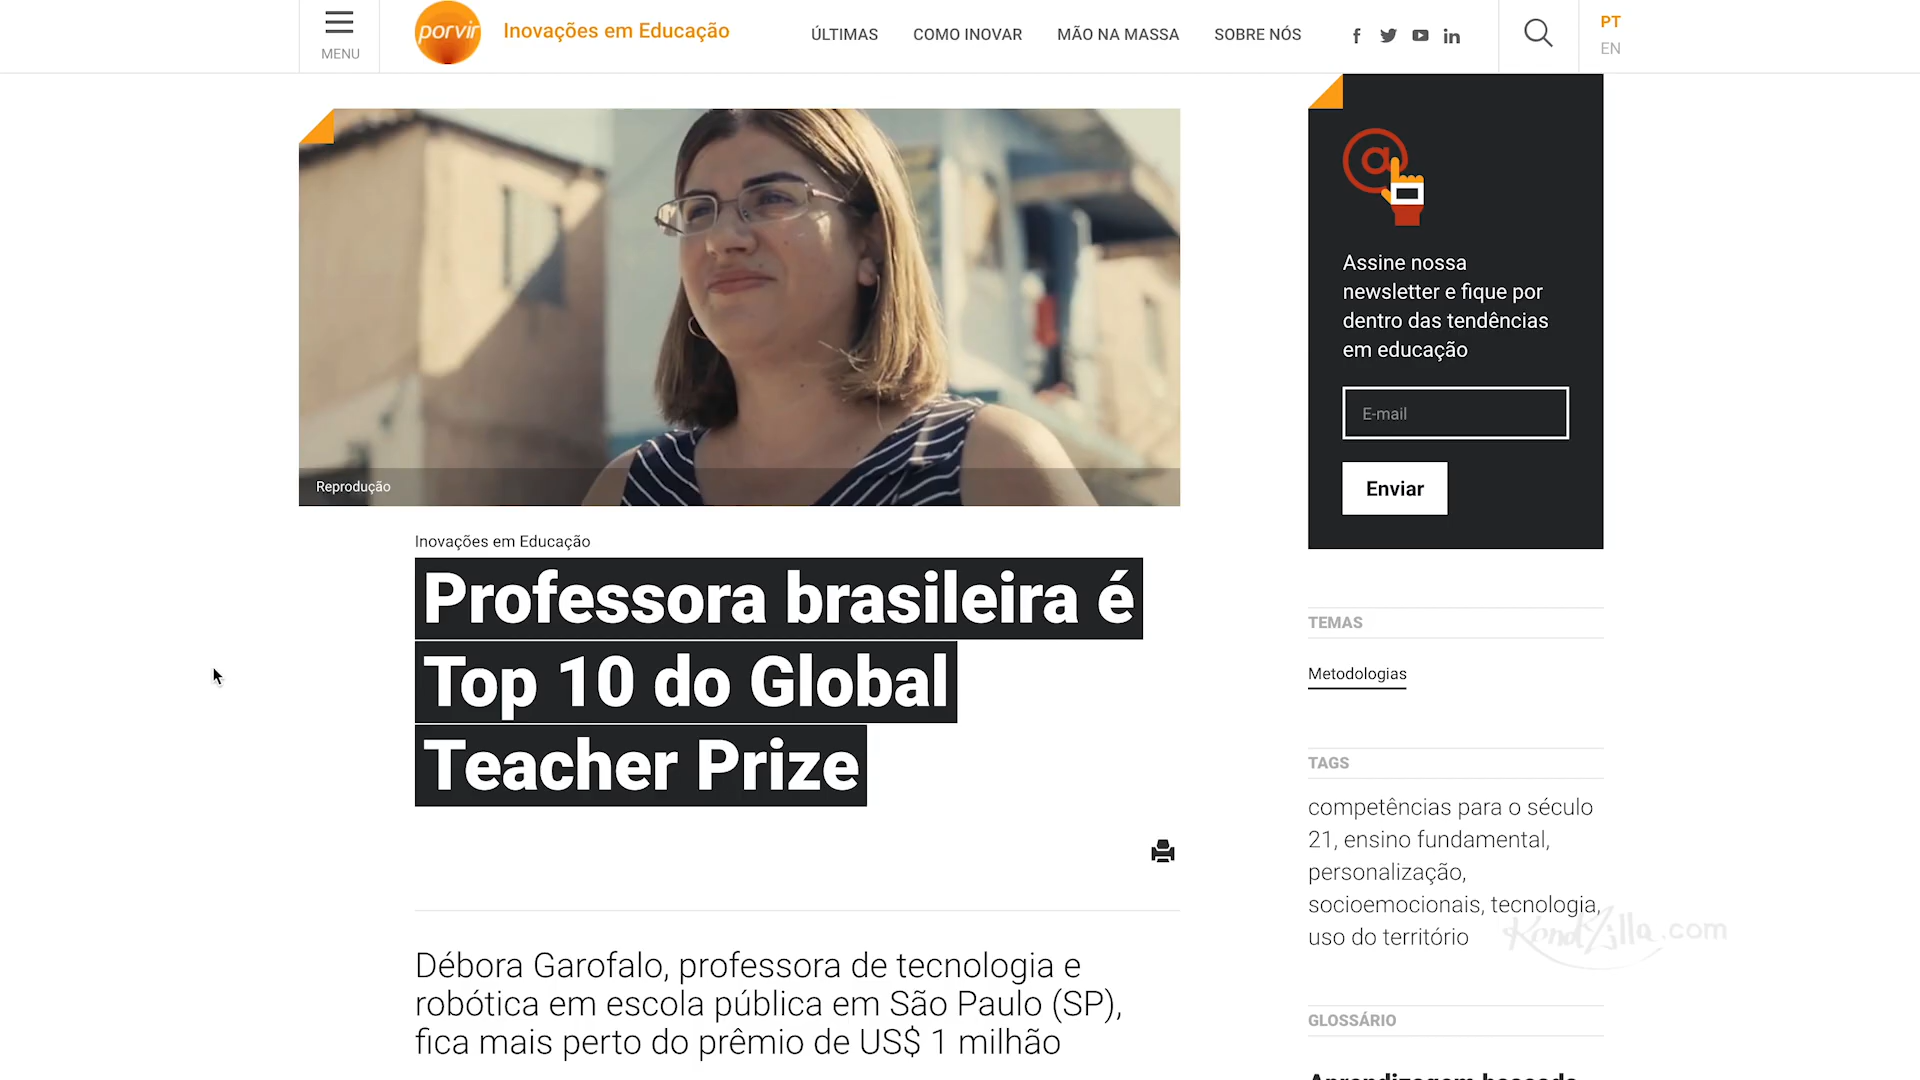 MENU
porvir
Inovações em Educação
ÚLTIMAS
COMO INOVAR
MÃO NA MASSA
SOBRE NÓS
PT
EN
Reprodução
Inovações em Educação
Professora brasileira é
Top 10 do Global
Teacher Prize
Débora Garofalo, professora de tecnologia e
robótica em escola pública em São Paulo (SP),
fica mais perto do prêmio de US$ 1 milhão
@
Assine nossa
newsletter e fique por
dentro das tendências
em educação
E-mail
Enviar
TEMAS
Metodologias
TAGS
competências para o século
21, ensino fundamental,
personalização,
socioemocionais, tecnologia,
uso do território
KondZilla.com
GLOSSÁRIO
Aprendizagem baseada